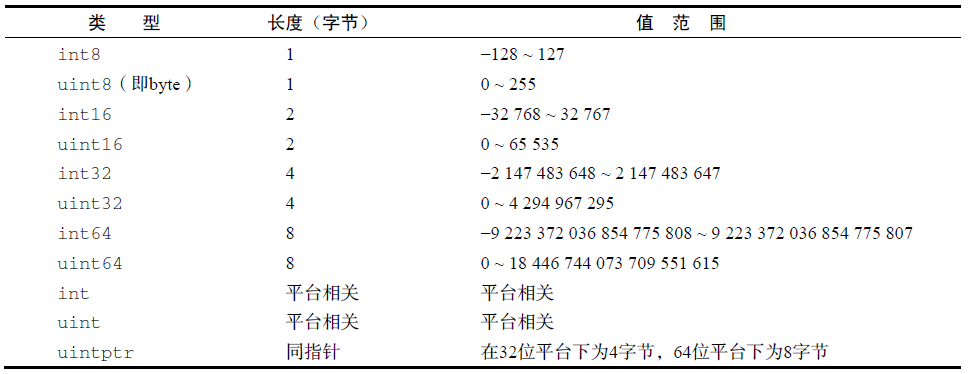 类 型 长度（字节） 值 范 围
int8 1 −128 ~ 127
uint8（即byte） 1 0 ~ 255
int16 2 −32 768 ~ 32 767
uint16 2 0 ~ 65 535
int32 4 −2 147 483 648 ~ 2 147 483 647
uint32 4 0 ~ 4 294 967 295
int64 8 −9 223 372 036 854 775 808 ~ 9 223 372 036 854 775 807
uint64 8 0 ~ 18 446 744 073 709 551 615
int 平台相关 平台相关
uint 平台相关 平台相关
uintptr 同指针 在32位平台下为4字节，64位平台下为8字节